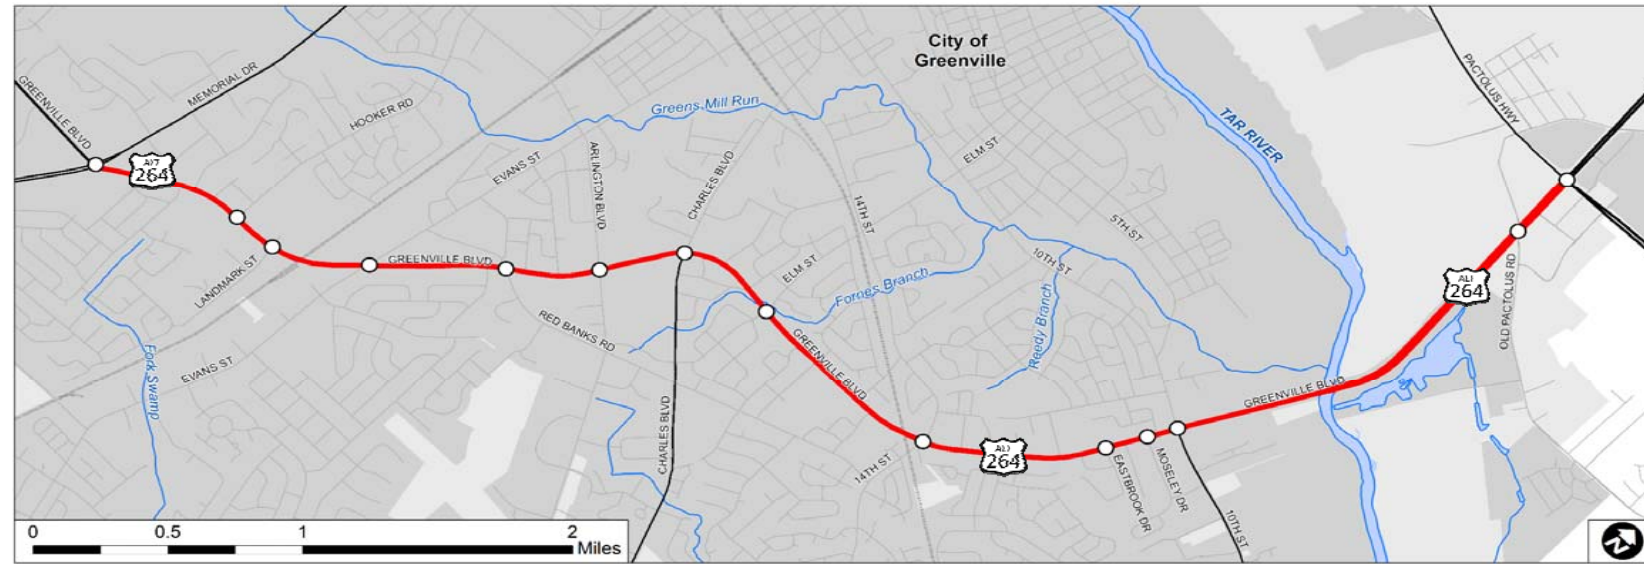 City of
Greenville
GREENVILLE BLVD
MEMORIAL DR
HOOKER RD
Greens Mill Run
TAR RIVER
PACTOLUS HWY
ALT
264
EVANS ST
ARLINGTON BLVD
CHARLES BLVD
14TH ST
ELM ST
5TH ST
10TH ST
LANDMARK ST
GREENVILLE BLVD
ELM ST
Fornes Branch
Reedy Branch
264
OLD PACTOLUS RD
RED BANKS RD
Fork Swamp
EVANS ST
GREENVILLE BLVD
GREENVILLE BLVD
CHARLES BLVD
14TH ST
264
EASTBROOK DR
MOSELEY DR
10TH ST
0 0.5 1 2
Miles
N